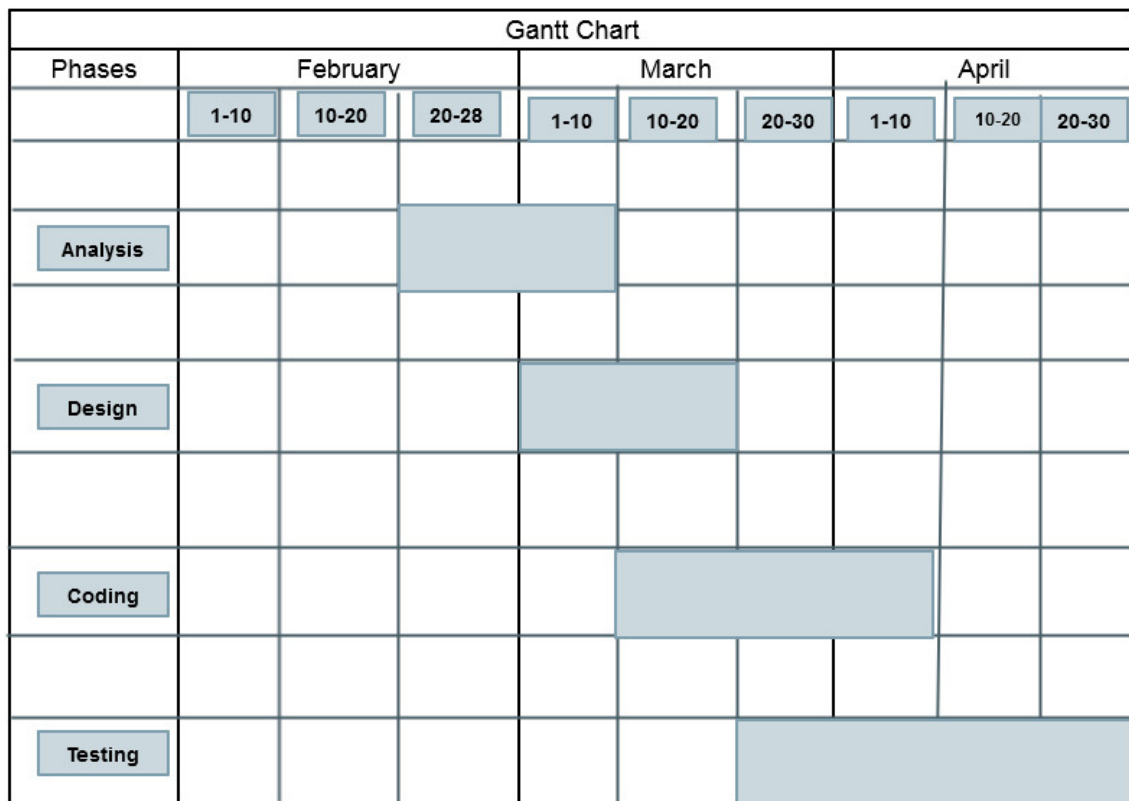 Gantt Chart
Phases February March April
1-10 10-20 20-28 1-10 10-20 20-30 1-10 10-20 20-30
Analysis
Design
Coding
Testing